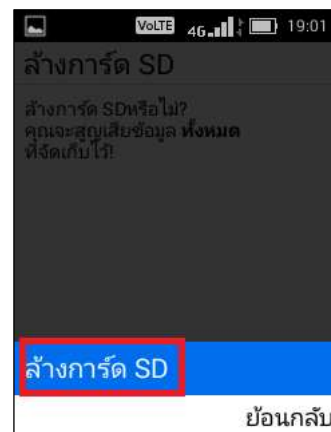 VoLTE 4G 19:01
ล้างการ์ด SD
ล้างการ์ด SDหรือไม่?
คุณจะสูญเสียข้อมูล ทั้งหมด
ที่จัดเก็บไว้!
ล้างการ์ด SD
ย้อนกลับ